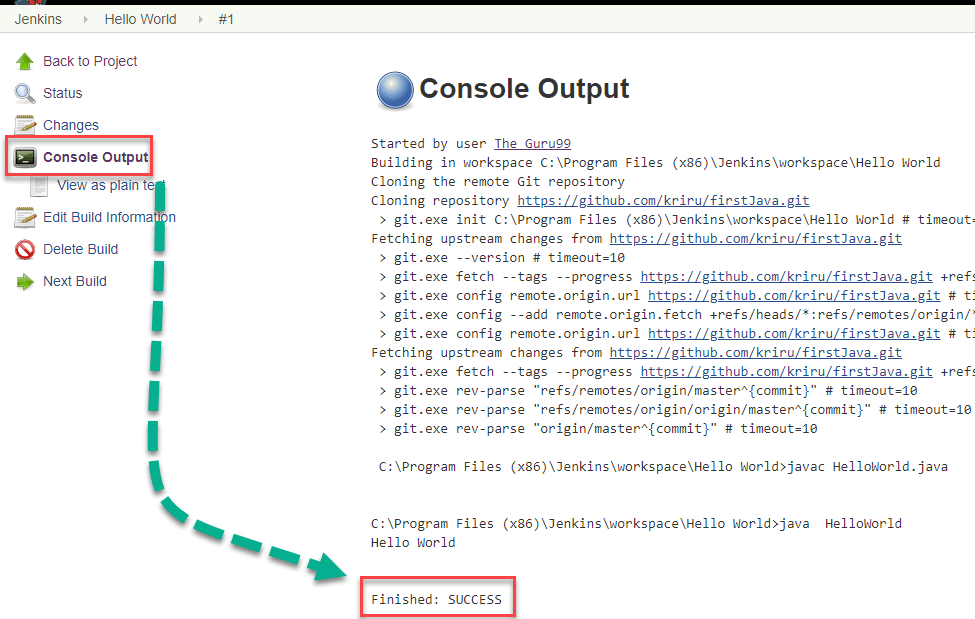 Jenkins Hello World #1
Back to Project
Status
Changes
Console Output
View as plain text
Edit Build Information
Delete Build
Next Build
Console Output
Started by user The Guru99
Building in workspace C:\Program Files (x86)\Jenkins\workspace\Hello World
Cloning the remote Git repository
Cloning repository https://github.com/kriru/firstJava.git
> git.exe init C:\Program Files (x86)\Jenkins\workspace\Hello World # timeout=
Fetching upstream changes from https://github.com/kriru/firstJava.git
> git.exe --version # timeout=10
> git.exe fetch --tags --progress https://github.com/kriru/firstJava.git +refs
> git.exe config remote.origin.url https://github.com/kriru/firstJava.git # ti
> git.exe config --add remote.origin.fetch +refs/heads/*:refs/remotes/origin/*
> git.exe config remote.origin.url https://github.com/kriru/firstJava.git # ti
Fetching upstream changes from https://github.com/kriru/firstJava.git
> git.exe fetch --tags --progress https://github.com/kriru/firstJava.git +refs
> git.exe rev-parse "refs/remotes/origin/master^{commit}" # timeout=10
> git.exe rev-parse "refs/remotes/origin/origin/master^{commit}" # timeout=10
> git.exe rev-parse "origin/master^{commit}" # timeout=10
C:\Program Files (x86)\Jenkins\workspace\Hello World>javac HelloWorld.java
C:\Program Files (x86)\Jenkins\workspace\Hello World>java  HelloWorld
Hello World
Finished: SUCCESS